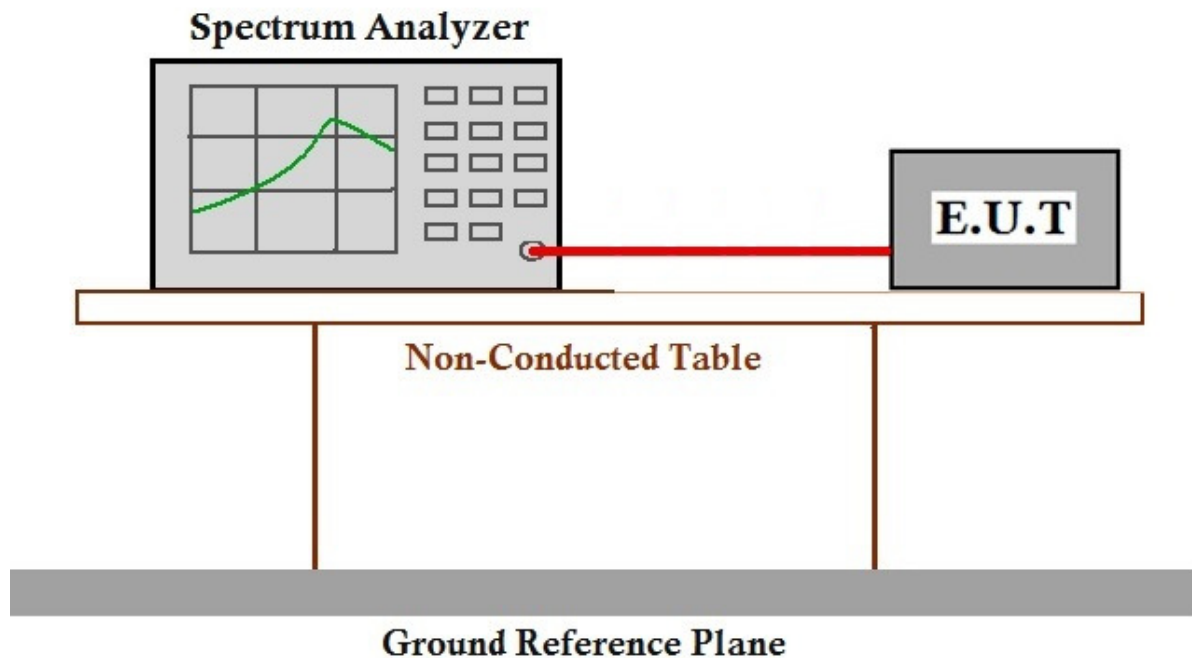 Spectrum Analyzer
E.U.T
Non-Conducted Table
Ground Reference Plane